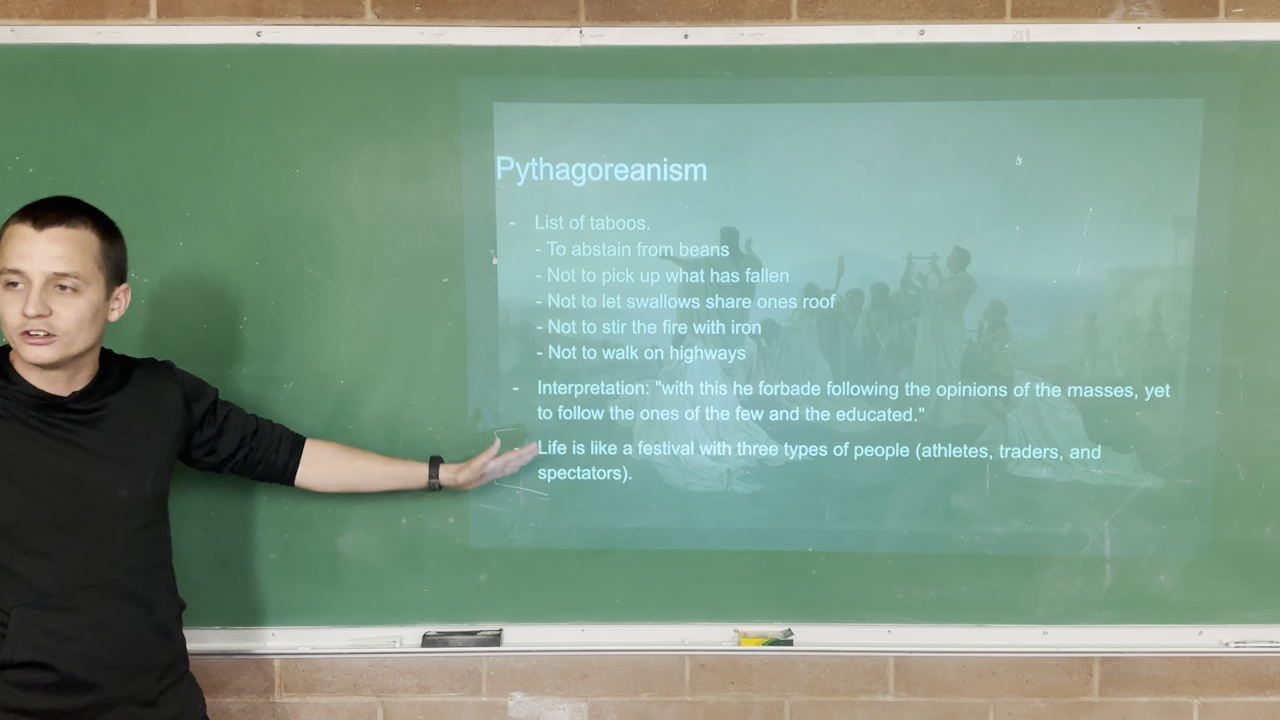 Pythagoreanism
- List of taboos.
- To abstain from beans
- Not to pick up what has fallen
- Not to let swallows share ones roof
- Not to stir the fire with iron
- Not to walk on highways
- Interpretation: "with this he forbade following the opinions of the masses, yet
to follow the ones of the few and the educated."
Life is like a festival with three types of people (athletes, traders, and
spectators).